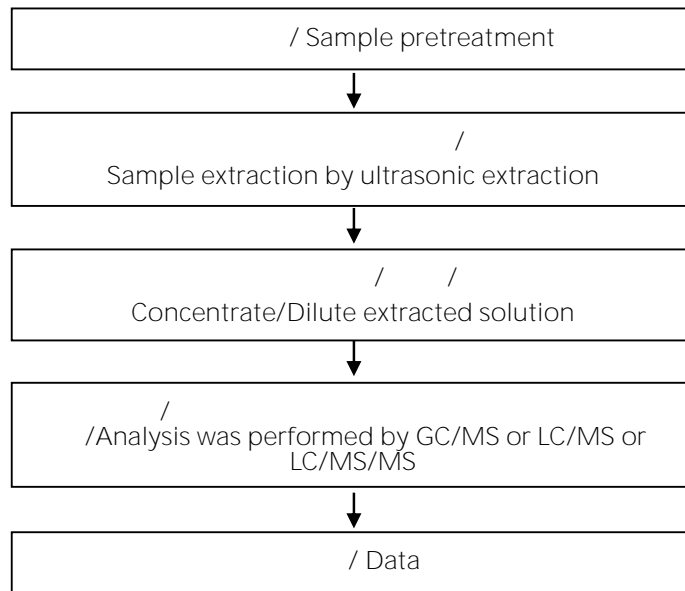 / Sample pretreatment
/
Sample extraction by ultrasonic extraction
/ /
Concentrate/Dilute extracted solution
/
/Analysis was performed by GC/MS or LC/MS or
LC/MS/MS
/ Data